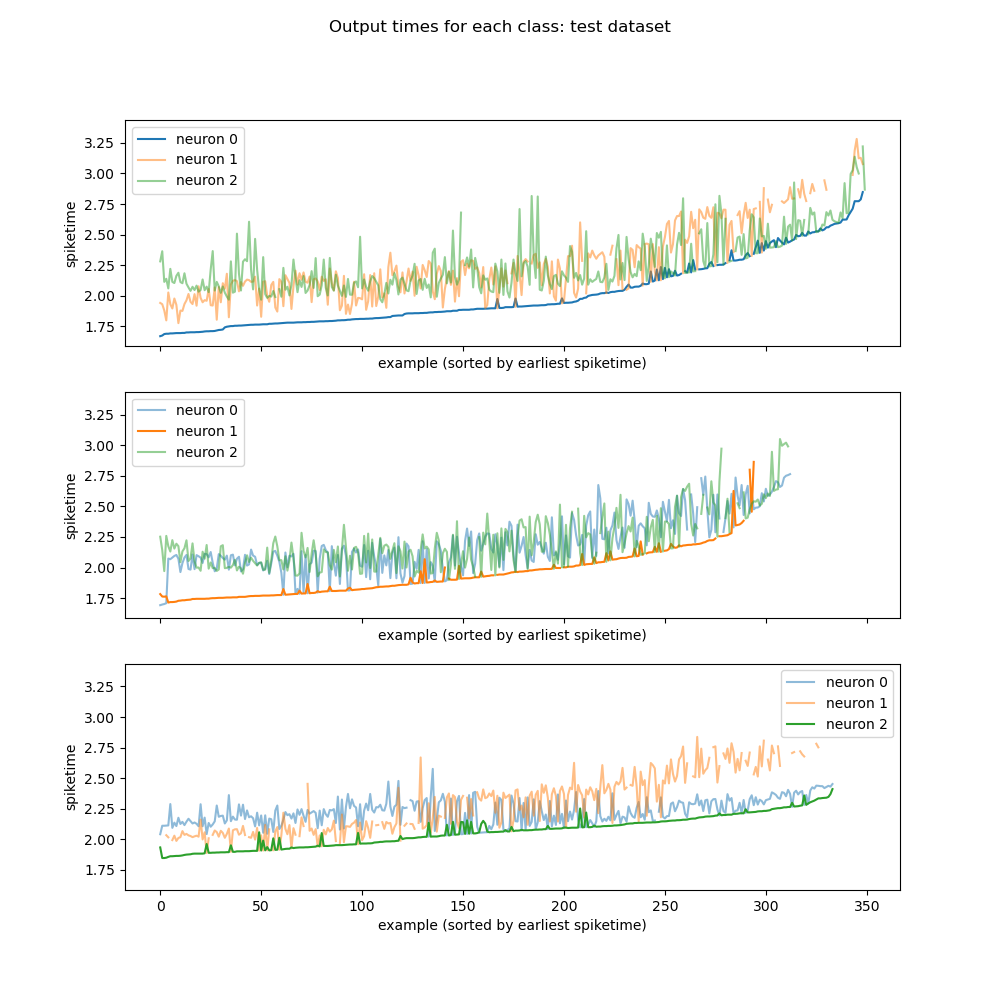 Output times for each class: test dataset
3.25
3.00
2.75
2.50
2.25
2.00
1.75
spiketime
neuron 0
neuron 1
neuron 2
example (sorted by earliest spiketime)
3.25
3.00
2.75
2.50
2.25
2.00
1.75
spiketime
neuron 0
neuron 1
neuron 2
example (sorted by earliest spiketime)
3.25
3.00
2.75
2.50
2.25
2.00
1.75
spiketime
neuron 0
neuron 1
neuron 2
0 50 100 150 200 250 300 350
example (sorted by earliest spiketime)